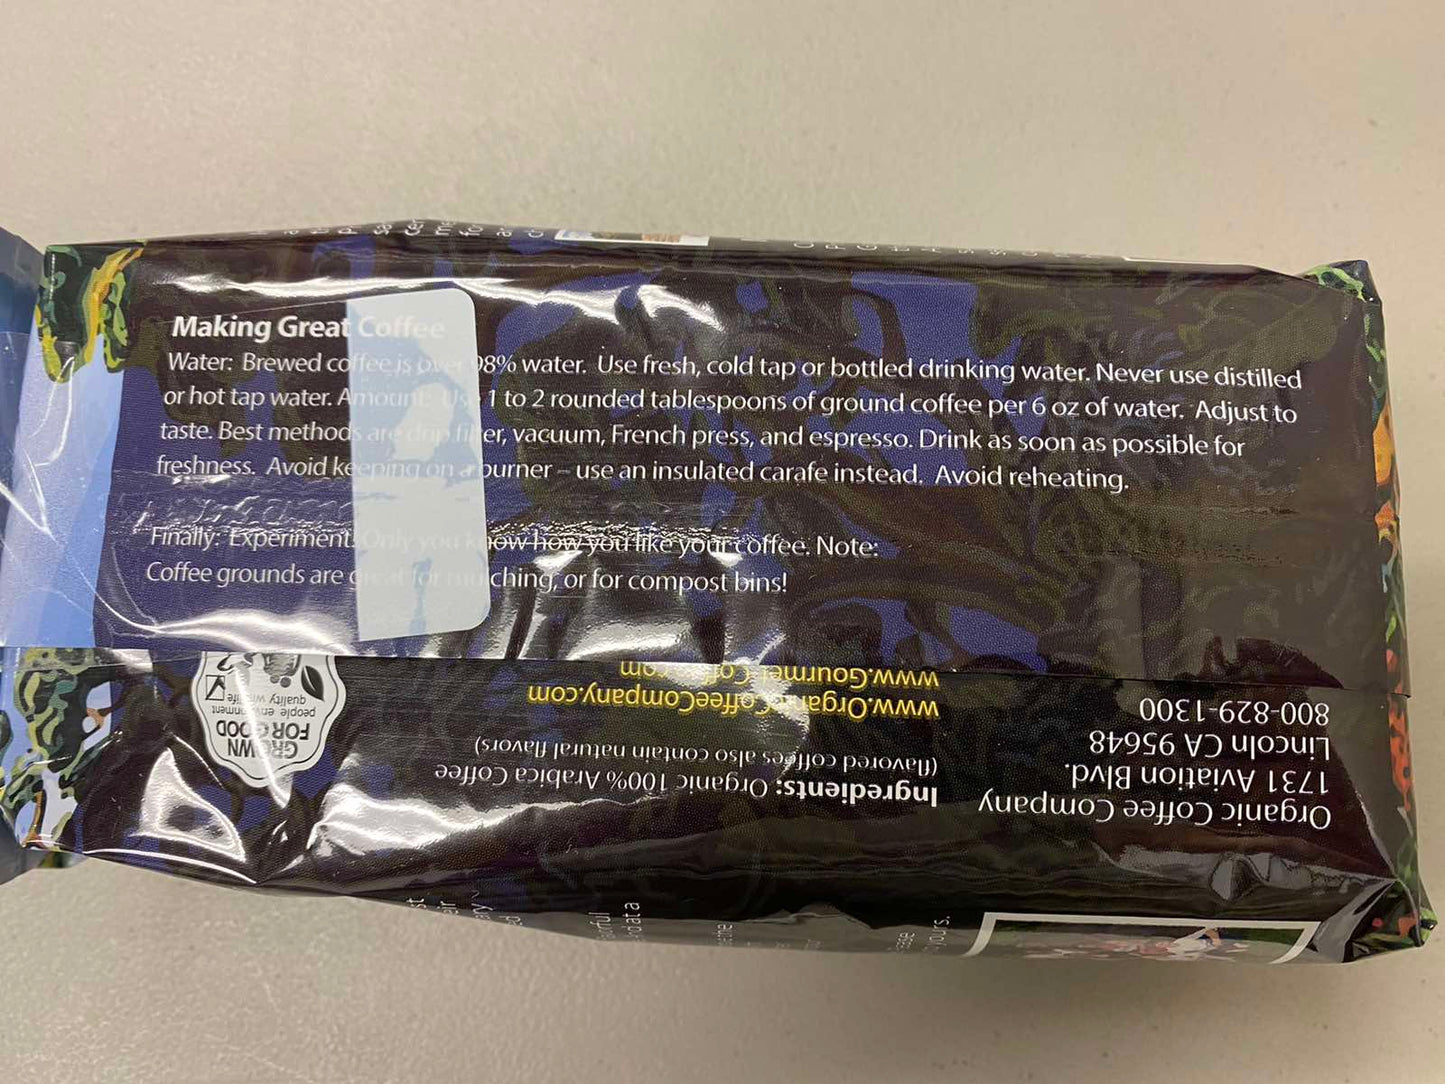 Making Great Coffee
Water: Brewed coffee is over 98% water. Use fresh, cold tap or bottled drinking water. Never use distilled
or hot tap water. Amount: Use 1 to 2 rounded tablespoons of ground coffee per 6 oz of water. Adjust to
taste. Best methods are drip filter, vacuum, French press, and espresso. Drink as soon as possible for
freshness. Avoid keeping on a burner – use an insulated carafe instead. Avoid reheating.
Finally: Experiment! Only you know how you like your coffee. Note:
Coffee grounds are great for mulching, or for compost bins!
Organic Coffee Company
1731 Aviation Blvd.
Lincoln CA 95648
800-829-1300
Ingredients: Organic 100% Arabica Coffee
(flavored coffees also contain natural flavors)
www.OrganicCoffeeCompany.com
www.Gourmet-Coffee.com
GROWN
FOR GOOD
people environment
quality wildlife
yours.